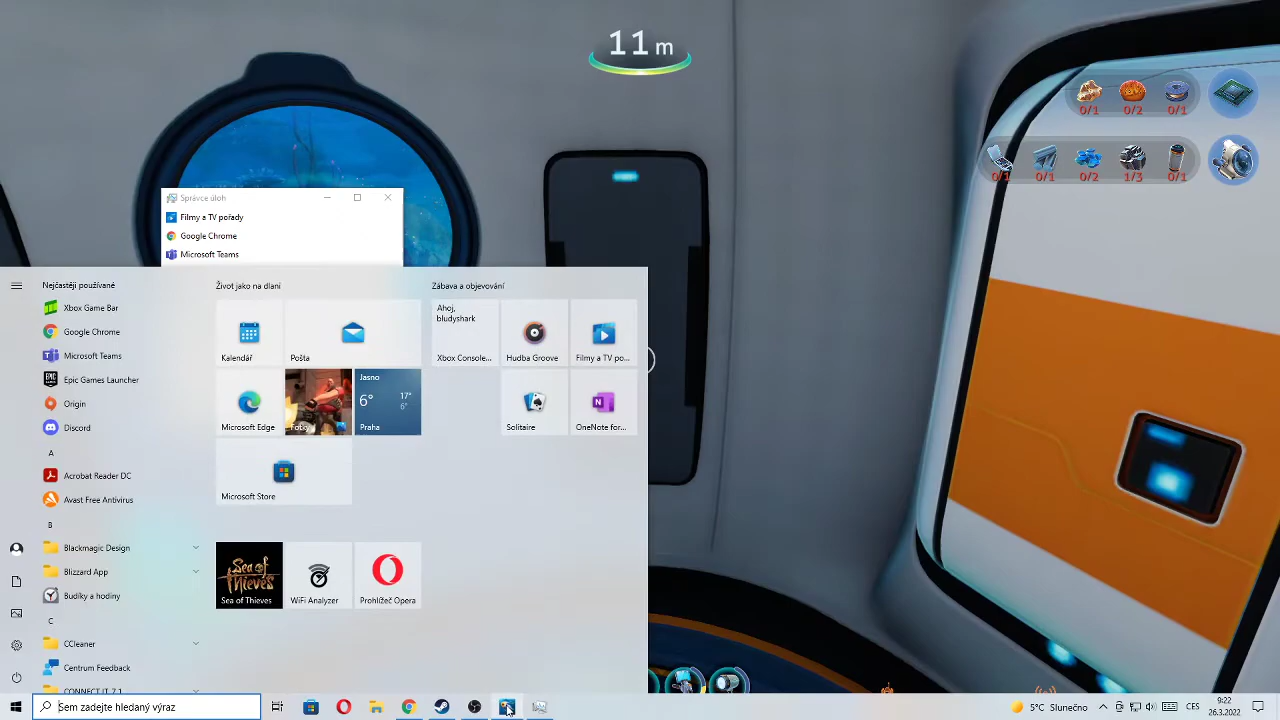 11 m
0/1 0/2 0/1
0/1 0/1 0/2 1/3 0/1
Správce úloh
Filmy a TV pořady
Google Chrome
Microsoft Teams
Nejčastěji používané
Xbox Game Bar
Google Chrome
Microsoft Teams
Epic Games Launcher
Origin
Discord
A
Acrobat Reader DC
Avast Free Antivirus
B
Blackmagic Design
Blizzard App
Budíky a hodiny
C
CCleaner
Centrum Feedback
CONNECT IT 7.1
Život jako na dlani
Kalendář
Pošta
Microsoft Edge
Fotky
Jasno
6° 17°
6°
Praha
Microsoft Store
Sea of Thieves
Sea of Thieves
WiFi Analyzer
Prohlížeč Opera
Zábava a objevování
Ahoj,
bludyshark
Xbox Console...
Hudba Groove
Filmy a TV po...
Solitaire
OneNote for...
Sem zadejte hledaný výraz
5°C Slunečno
CES
9:22
26.3.2022